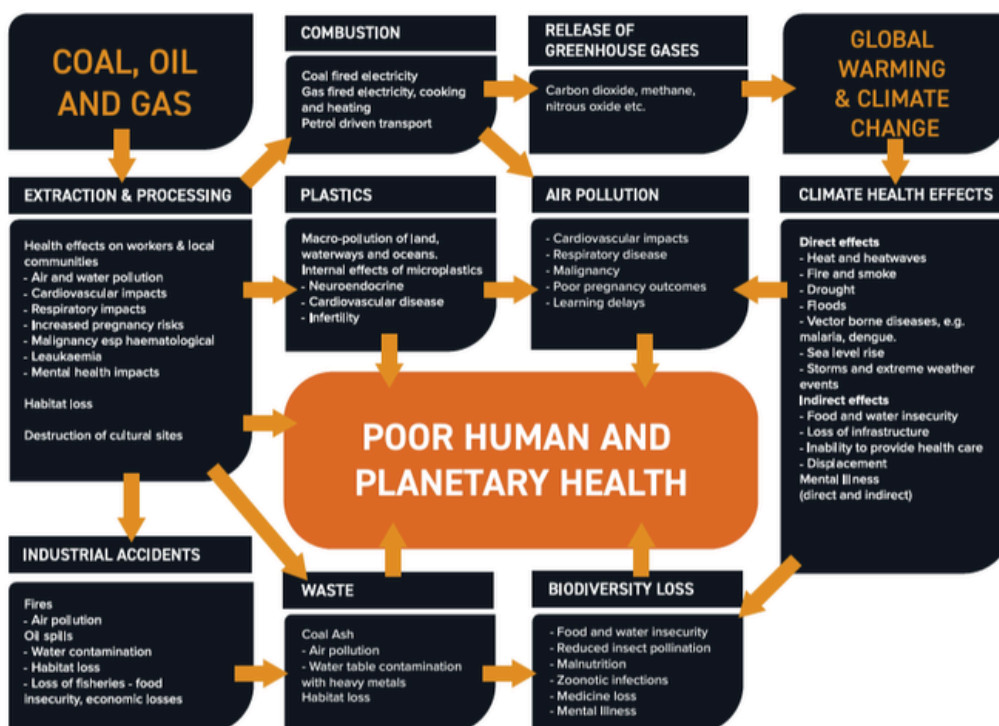 COAL, OIL
AND GAS
COMBUSTION
Coal fired electricity
Gas fired electricity, cooking
and heating
Petrol driven transport
RELEASE OF
GREENHOUSE GASES
Carbon dioxide, methane,
nitrous oxide etc.
GLOBAL
WARMING
& CLIMATE
CHANGE
EXTRACTION & PROCESSING
Health effects on workers & local
communities
- Air and water pollution
- Cardiovascular impacts
- Respiratory impacts
- Increased pregnancy risks
- Malignancy esp haematological
- Leaukaemia
- Mental health impacts
Habitat loss
Destruction of cultural sites
PLASTICS
Macro-pollution of land,
waterways and oceans.
Internal effects of microplastics
- Neuroendocrine
- Cardiovascular disease
- Infertility
AIR POLLUTION
- Cardiovascular impacts
- Respiratory disease
- Malignancy
- Poor pregnancy outcomes
- Learning delays
CLIMATE HEALTH EFFECTS
Direct effects
- Heat and heatwaves
- Fire and smoke
- Drought
- Floods
- Vector borne diseases, e.g.
malaria, dengue.
- Sea level rise
- Storms and extreme weather
events
Indirect effects
- Food and water insecurity
- Loss of infrastructure
- Inability to provide health care
- Displacement
Mental Illness
(direct and indirect)
POOR HUMAN AND
PLANETARY HEALTH
INDUSTRIAL ACCIDENTS
Fires
- Air pollution
Oil spills
- Water contamination
- Habitat loss
- Loss of fisheries - food
insecurity, economic losses
WASTE
Coal Ash
- Air pollution
- Water table contamination
with heavy metals
Habitat loss
BIODIVERSITY LOSS
- Food and water insecurity
- Reduced insect pollination
- Malnutrition
- Zoonotic infections
- Medicine loss
- Mental Illness